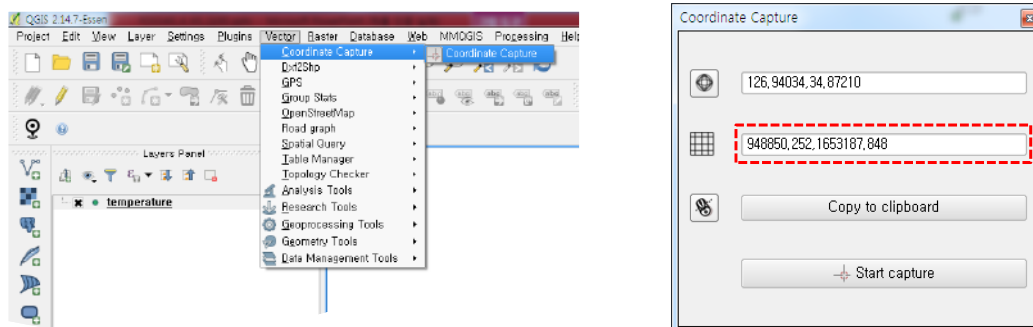 QGIS 2.14.7-Essen
Project Edit View Layer Settings Plugins Vector Raster Database Web MMQGIS Processing Help
Coordinate Capture
Coordinate Capture
Dxf2Shp
GPS
Group Stats
OpenStreetMap
Road graph
Spatial Query
Table Manager
Topology Checker
Analysis Tools
Research Tools
Geoprocessing Tools
Geometry Tools
Data Management Tools
Layers Panel
temperature
Coordinate Capture
126,94034,34,87210
948850,252,1653187,848
Copy to clipboard
Start capture